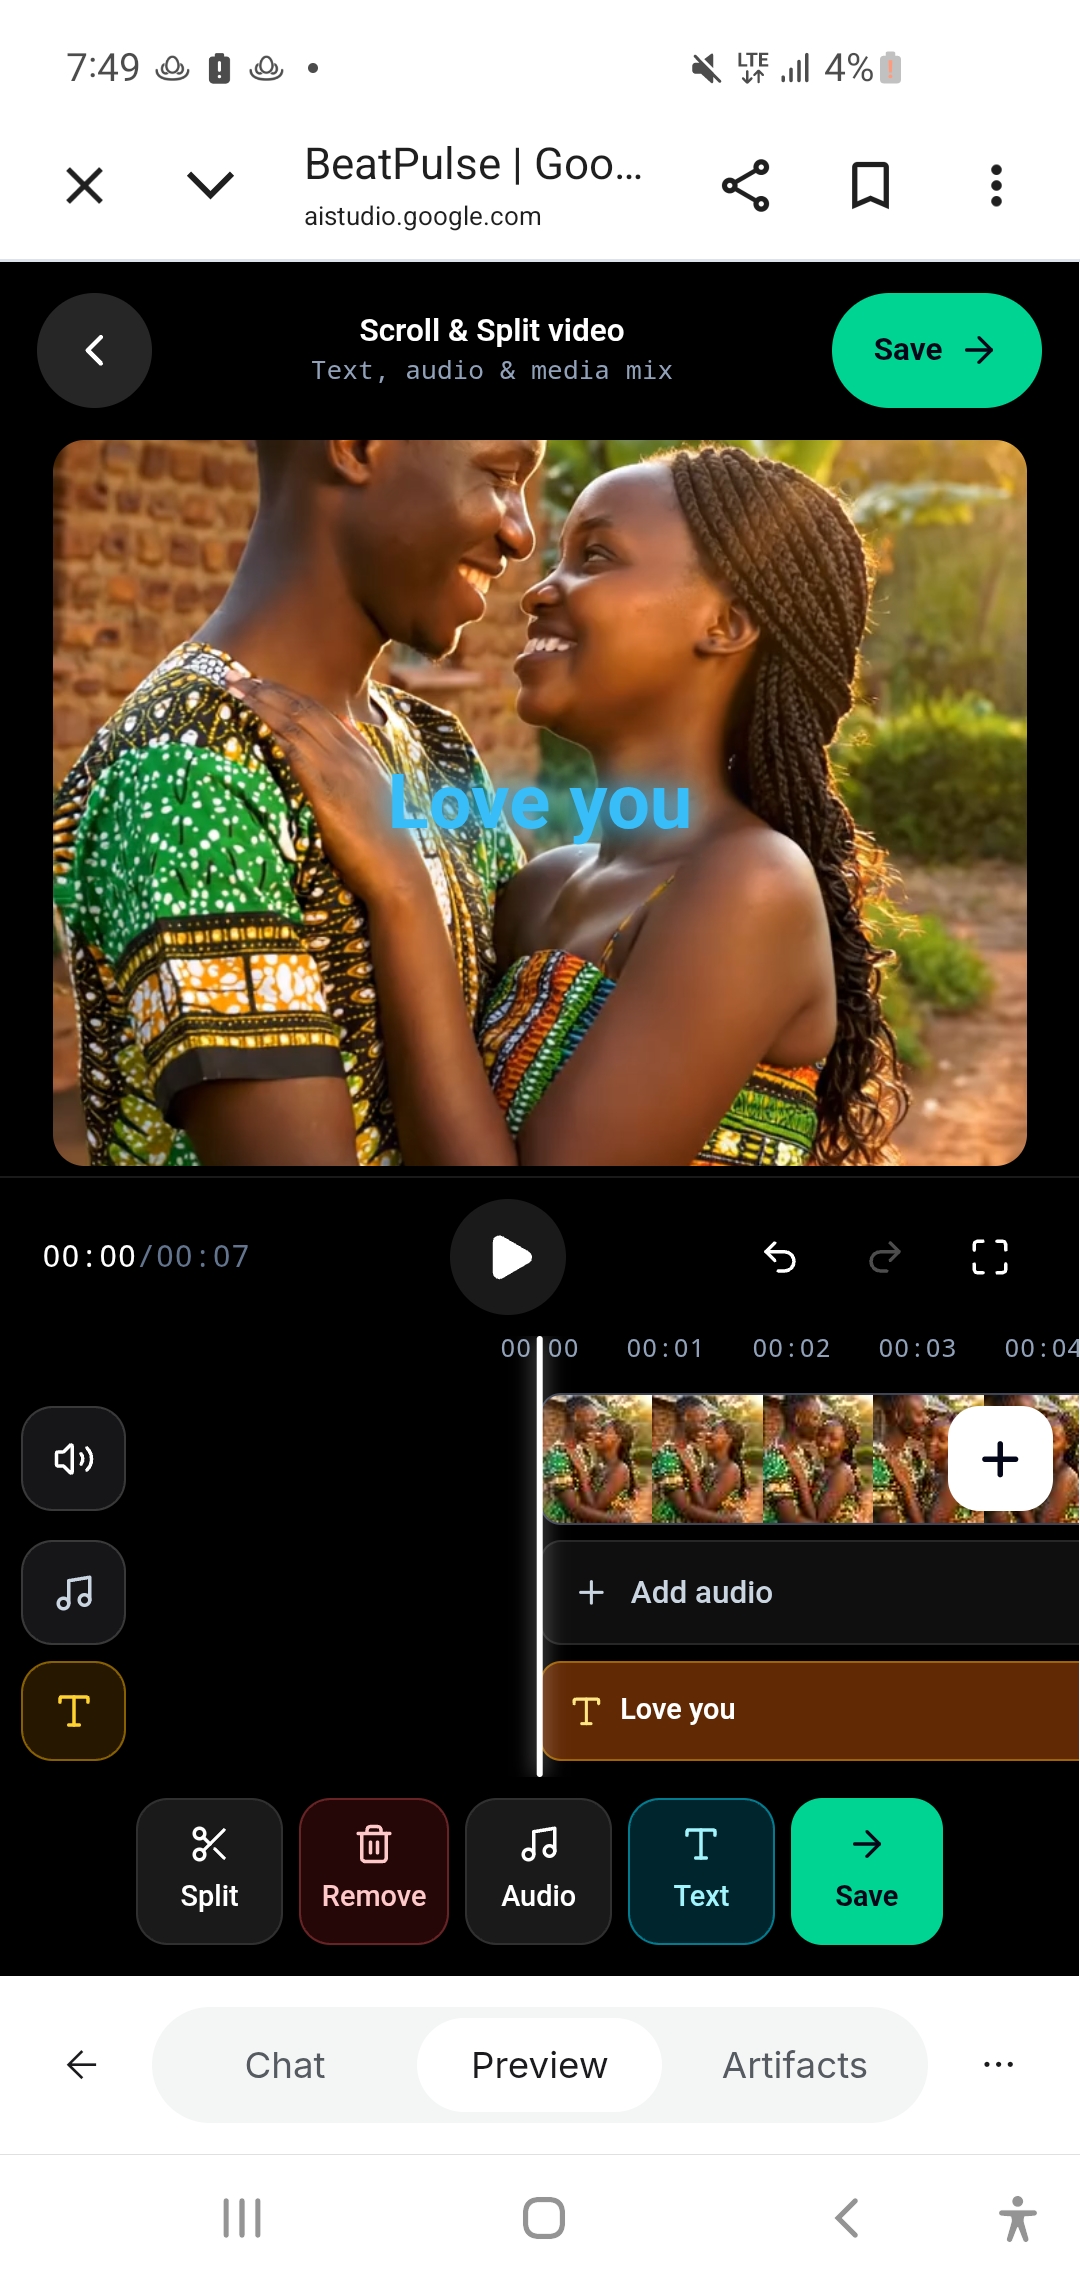 7:49
LTE
4%
BeatPulse | Goo...
aistudio.google.com
Scroll & Split video
Text, audio & media mix
Save
Love you
00:00/00:07
00:00 00:01 00:02 00:03 00:04
Add audio
T Love you
Split
Remove
Audio
Text
Save
Chat
Preview
Artifacts